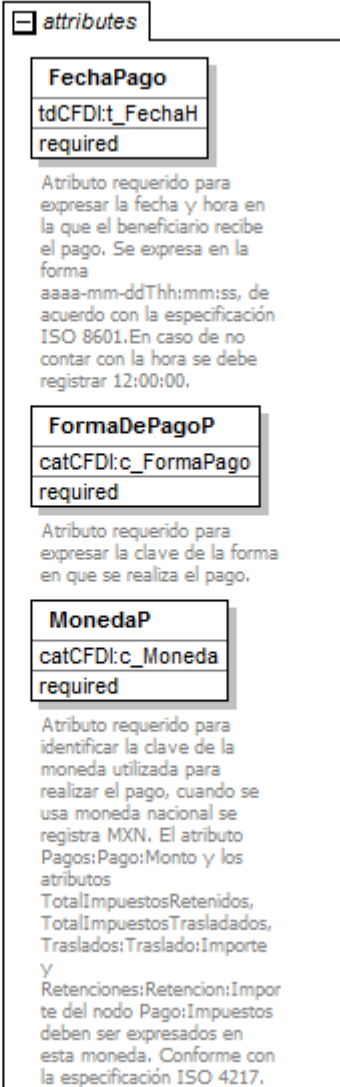 attributes
FechaPago
tdCFDI:t_FechaH
required
Atributo requerido para
expresar la fecha y hora en
la que el beneficiario recibe
el pago. Se expresa en la
forma
aaaa-mm-ddThh:mm:ss, de
acuerdo con la especificación
ISO 8601.En caso de no
contar con la hora se debe
registrar 12:00:00.
FormaDePagoP
catCFDI:c_FormaPago
required
Atributo requerido para
expresar la clave de la forma
en que se realiza el pago.
MonedaP
catCFDI:c_Moneda
required
Atributo requerido para
identificar la clave de la
moneda utilizada para
realizar el pago, cuando se
usa moneda nacional se
registra MXN. El atributo
Pagos:Pago:Monto y los
atributos
TotalImpuestosRetenidos,
TotalImpuestosTrasladados,
Traslados:Traslado:Importe
y
Retenciones:Retencion:Impor
te del nodo Pago:Impuestos
deben ser expresados en
esta moneda. Conforme con
la especificación ISO 4217.